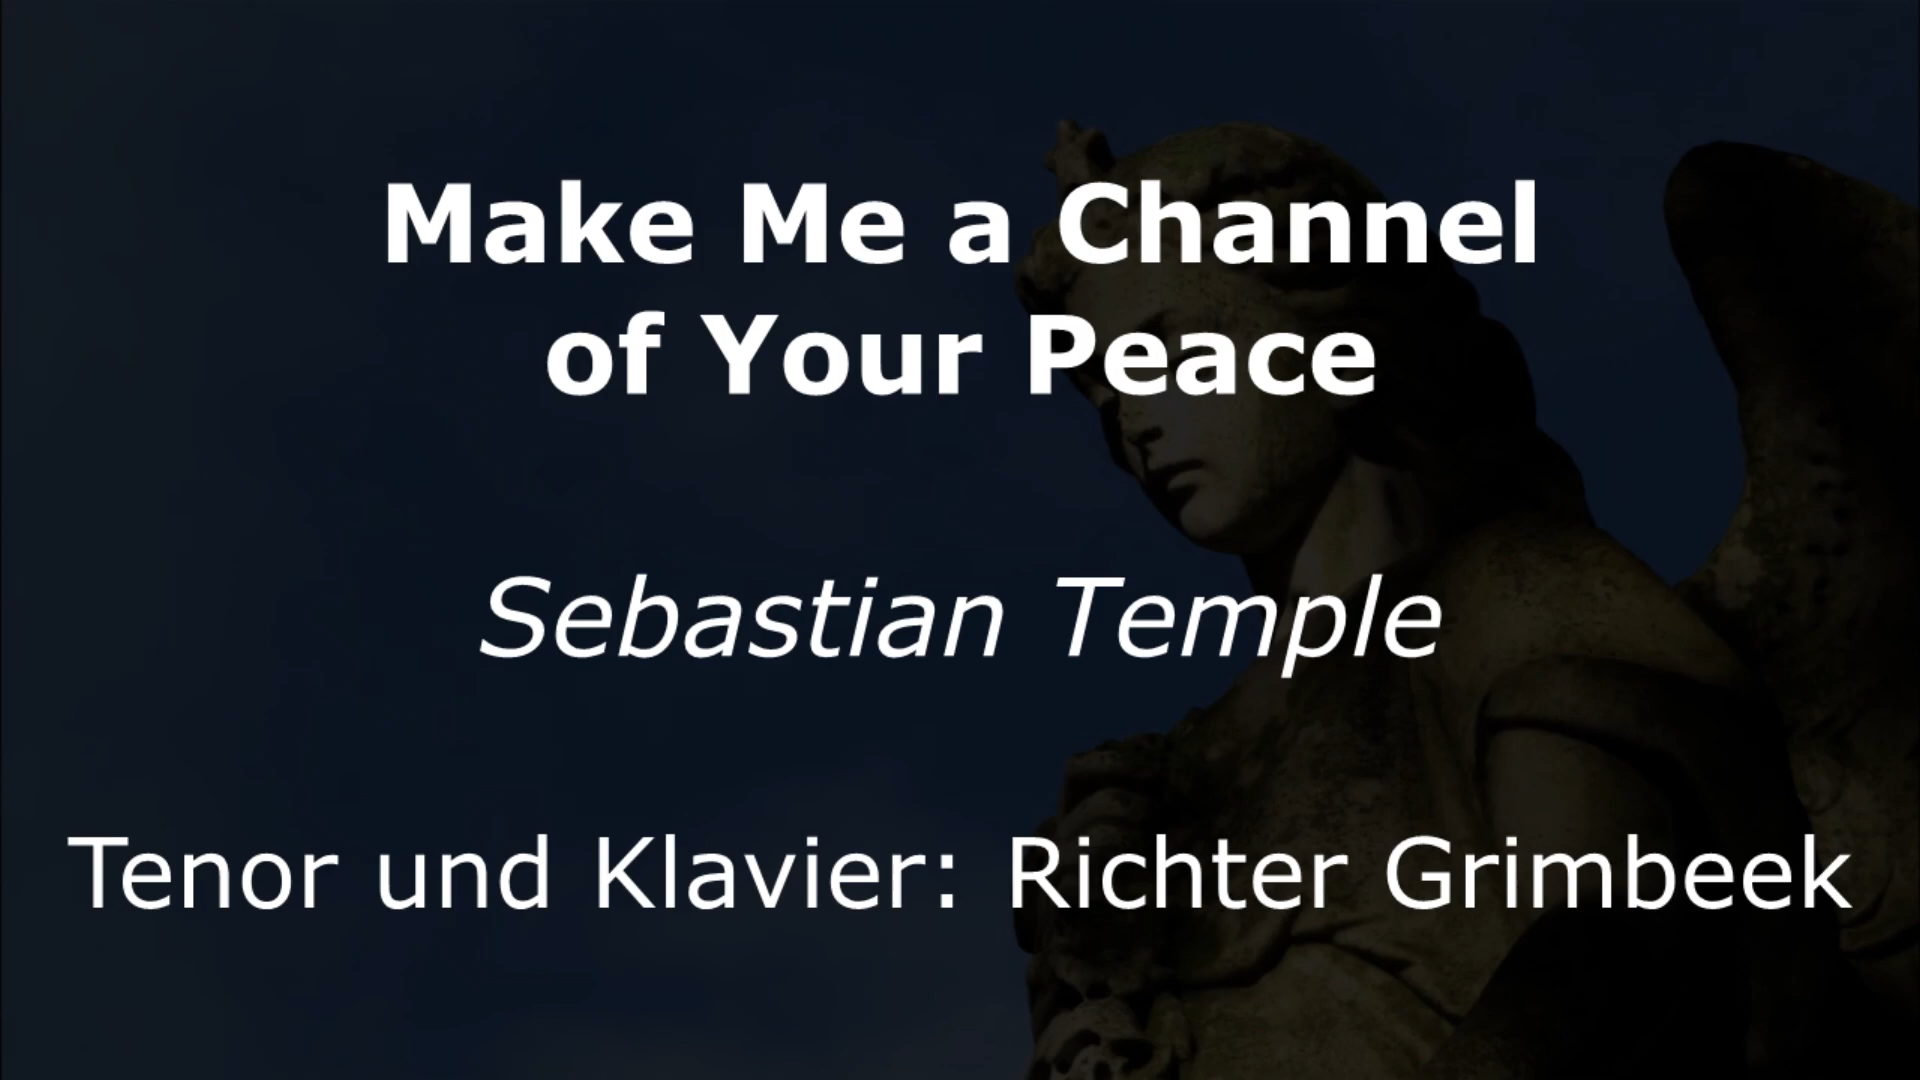 Make Me a Channel
of Your Peace
Sebastian Temple
Tenor und Klavier: Richter Grimbeek